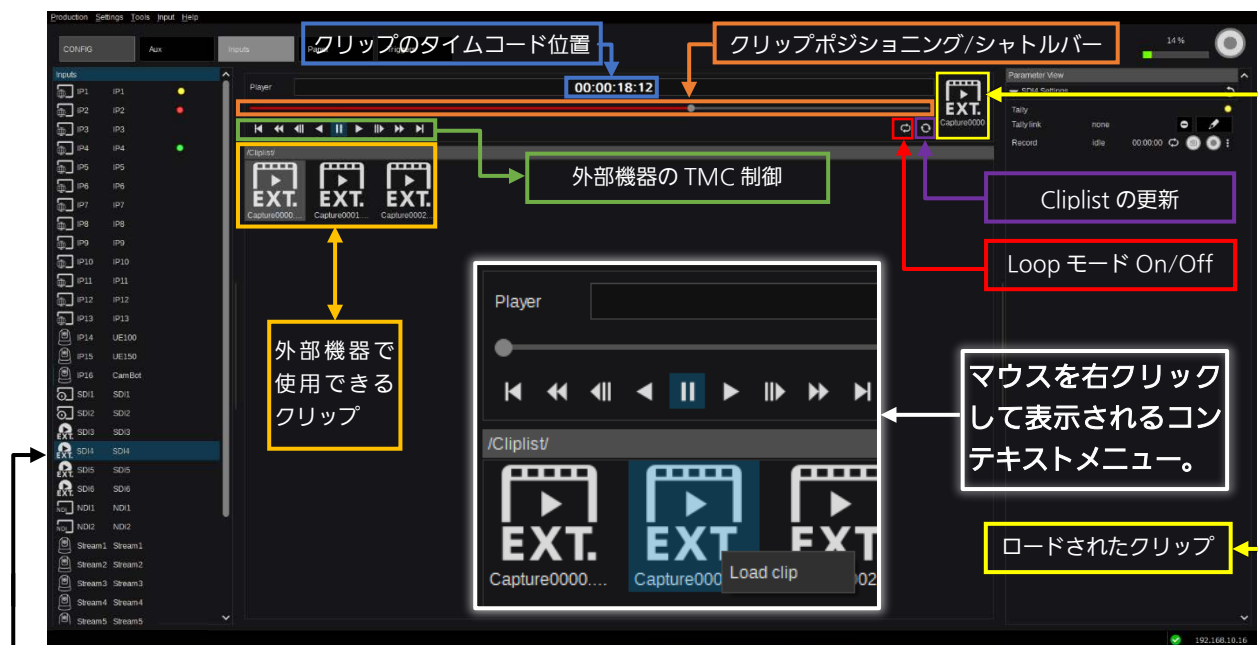 Production Settings Tools Input Help
CONFIG
Aux
Inputs
クリップのタイムコード位置
クリップポジショニング/シャトルバー
14 %
Inputs
Player
00:00:18:12
EXT.
Capture0000
Parameter View
SDI4 Settings
Tally
Tally link none
Record idle 00:00:00
IP1 IP1
IP2 IP2
IP3 IP3
IP4 IP4
IP5 IP5
IP6 IP6
IP7 IP7
IP8 IP8
IP9 IP9
IP10 IP10
IP11 IP11
IP12 IP12
IP13 IP13
IP14 UE100
IP15 UE150
IP16 CamBot
SDI1 SDI1
SDI2 SDI2
EXT. SDI3 SDI3
EXT. SDI4 SDI4
EXT. SDI5 SDI5
EXT. SDI6 SDI6
NDI NDI1 NDI1
NDI NDI2 NDI2
Stream1 Stream1
Stream2 Stream2
Stream3 Stream3
Stream4 Stream4
Stream5 Stream5
/Cliplist/
EXT. EXT. EXT.
Capture0000.... Capture0001.... Capture0002...
外部機器の TMC 制御
Cliplist の更新
Loop モード On/Off
外部機器で
使用できる
クリップ
Player
/Cliplist/
EXT. EXT EXT
Capture0000.... Capture000 02
Load clip
マウスを右クリック
して表示されるコン
テキストメニュー。
ロードされたクリップ
192.168.10.16